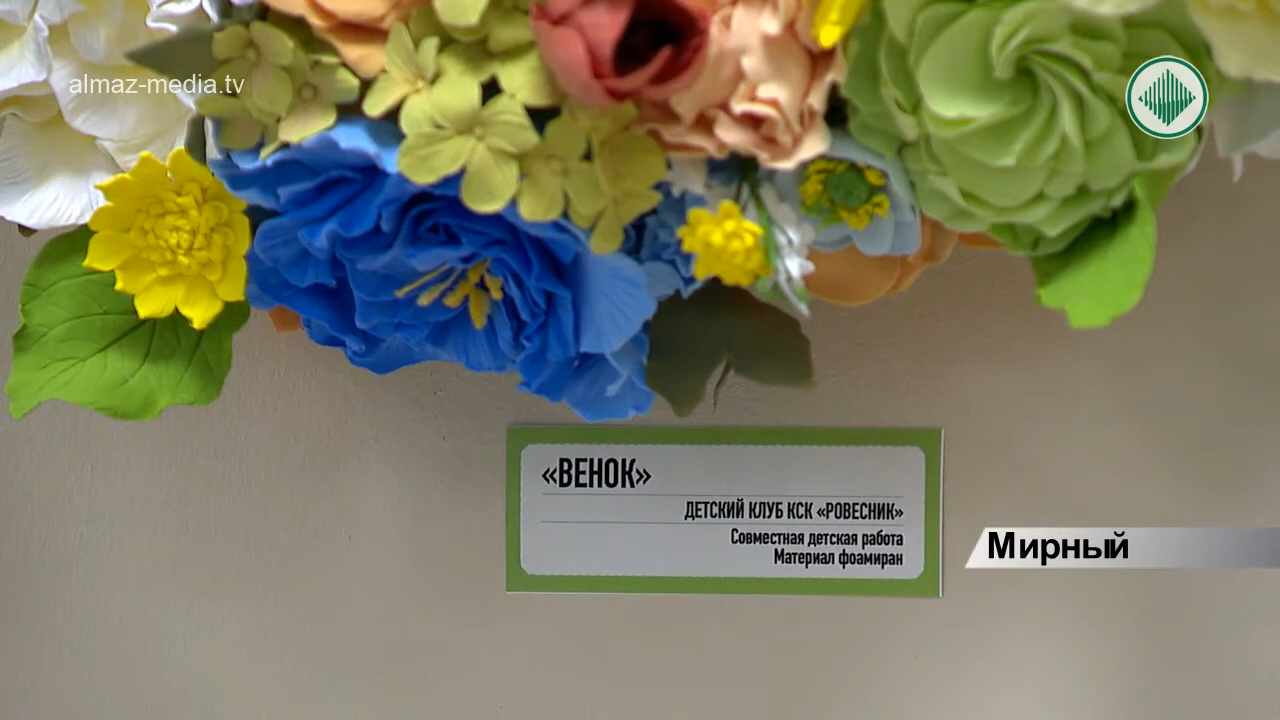 almaz-media.tv
«ВЕНОК»
ДЕТСКИЙ КЛУБ КСК «РОВЕСНИК»
Совместная детская работа
Материал фоамиран
Мирный